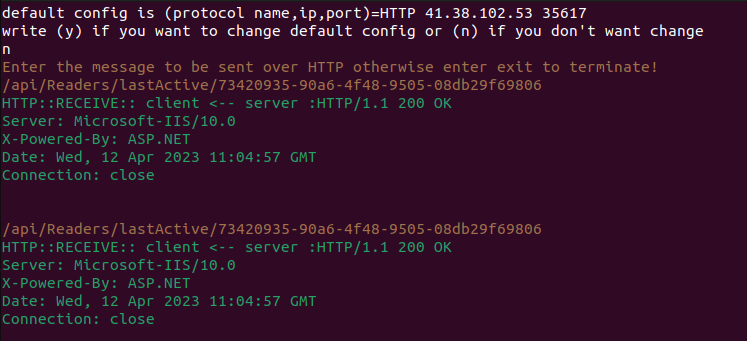 default config is (protocol name,ip,port)=HTTP 41.38.102.53 35617
write (y) if you want to change default config or (n) if you don't want change
n
Enter the message to be sent over HTTP otherwise enter exit to terminate!
/api/Readers/lastActive/73420935-90a6-4f48-9505-08db29f69806
HTTP::RECEIVE:: client <-- server :HTTP/1.1 200 OK
Server: Microsoft-IIS/10.0
X-Powered-By: ASP.NET
Date: Wed, 12 Apr 2023 11:04:57 GMT
Connection: close
/api/Readers/lastActive/73420935-90a6-4f48-9505-08db29f69806
HTTP::RECEIVE:: client <-- server :HTTP/1.1 200 OK
Server: Microsoft-IIS/10.0
X-Powered-By: ASP.NET
Date: Wed, 12 Apr 2023 11:04:57 GMT
Connection: close